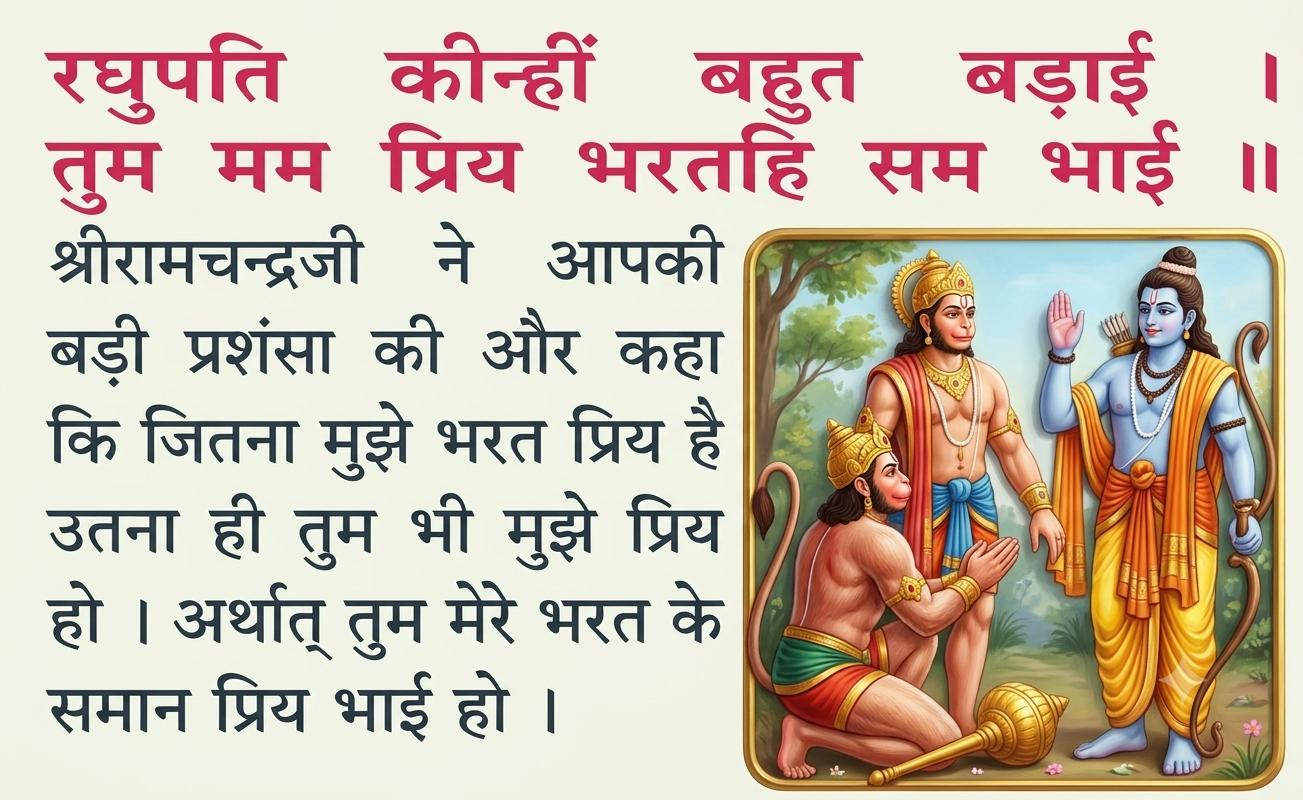 रघुपति कीन्हीं बहुत बड़ाई ।
तुम मम प्रिय भरतहि सम भाई ॥
श्रीरामचन्द्रजी ने आपकी
बड़ी प्रशंसा की और कहा
कि जितना मुझे भरत प्रिय है
उतना ही तुम भी मुझे प्रिय
हो । अर्थात् तुम मेरे भरत के
समान प्रिय भाई हो ।